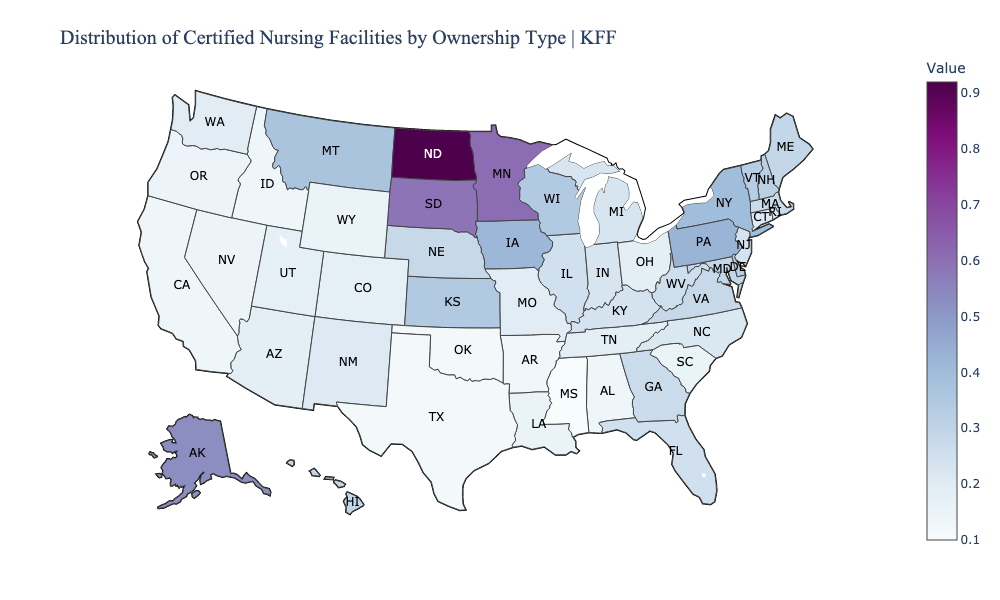 Distribution of Certified Nursing Facilities by Ownership Type | KFF
Value
0.9
0.8
0.7
0.6
0.5
0.4
0.3
0.2
0.1
WA
MT
ND
ME
OR
ID
MN
VT
NH
SD
WI
NY
MA
RI
CT
WY
MI
IA
PA
NJ
NE
OH
MD
DE
NV
UT
IL
IN
WV
CA
CO
KS
MO
KY
VA
NC
AZ
NM
OK
AR
TN
SC
MS
AL
GA
TX
LA
FL
AK
HI